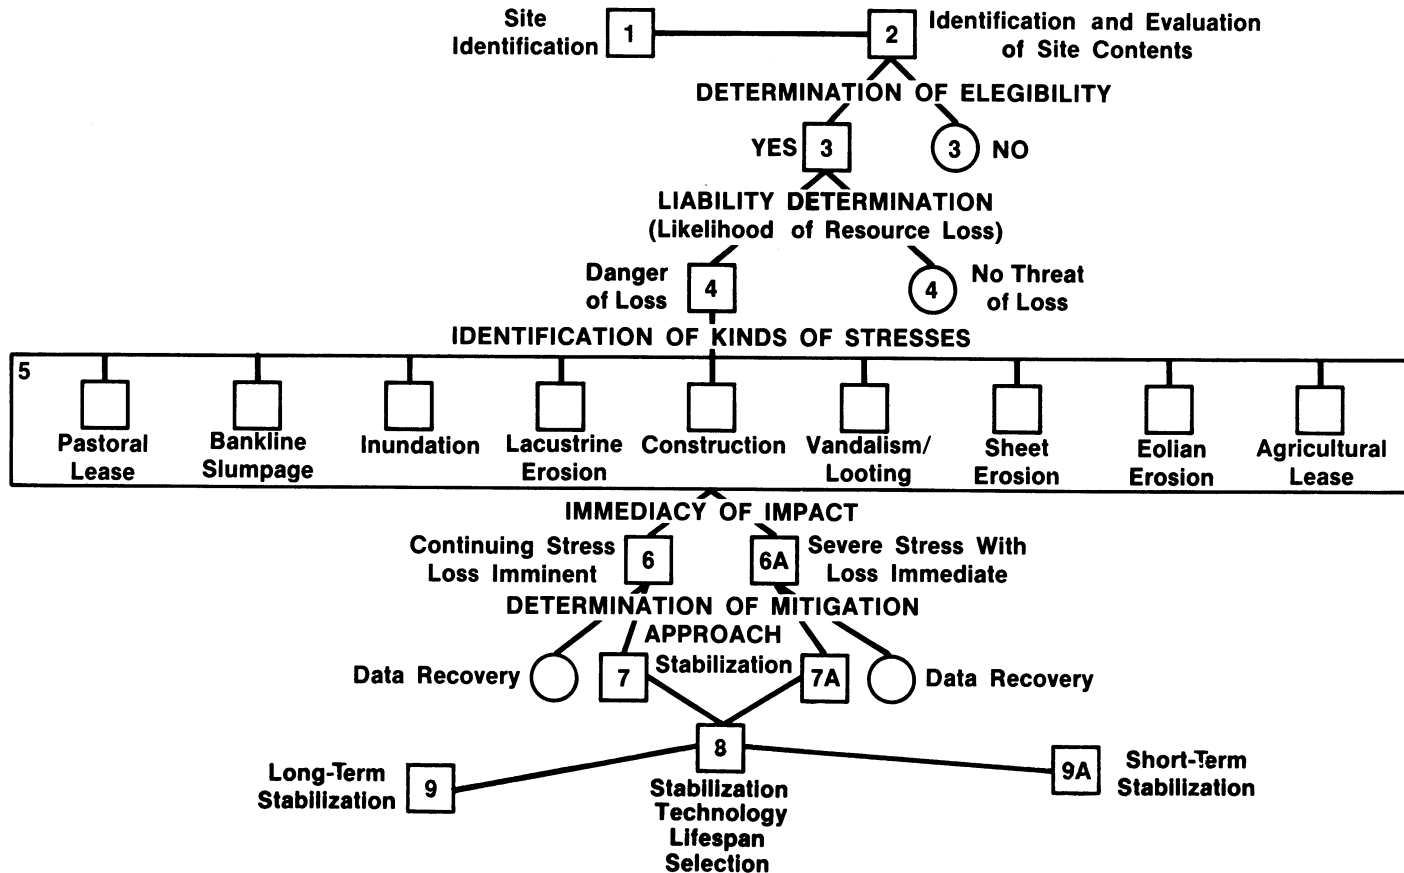 Site
Identification
1
2
Identification and Evaluation
of Site Contents
DETERMINATION OF ELEGIBILITY
YES
3
3
NO
LIABILITY DETERMINATION
(Likelihood of Resource Loss)
Danger
of Loss
4
4
No Threat
of Loss
IDENTIFICATION OF KINDS OF STRESSES
5
Pastoral
Lease
Bankline
Slumpage
Inundation
Lacustrine
Erosion
Construction
Vandalism/
Looting
Sheet
Erosion
Eolian
Erosion
Agricultural
Lease
IMMEDIACY OF IMPACT
Continuing Stress
Loss Imminent
6
6A
Severe Stress With
Loss Immediate
DETERMINATION OF MITIGATION
APPROACH
Data Recovery
7
Stabilization
7A
Data Recovery
8
Stabilization
Technology
Lifespan
Selection
Long-Term
Stabilization
9
9A
Short-Term
Stabilization